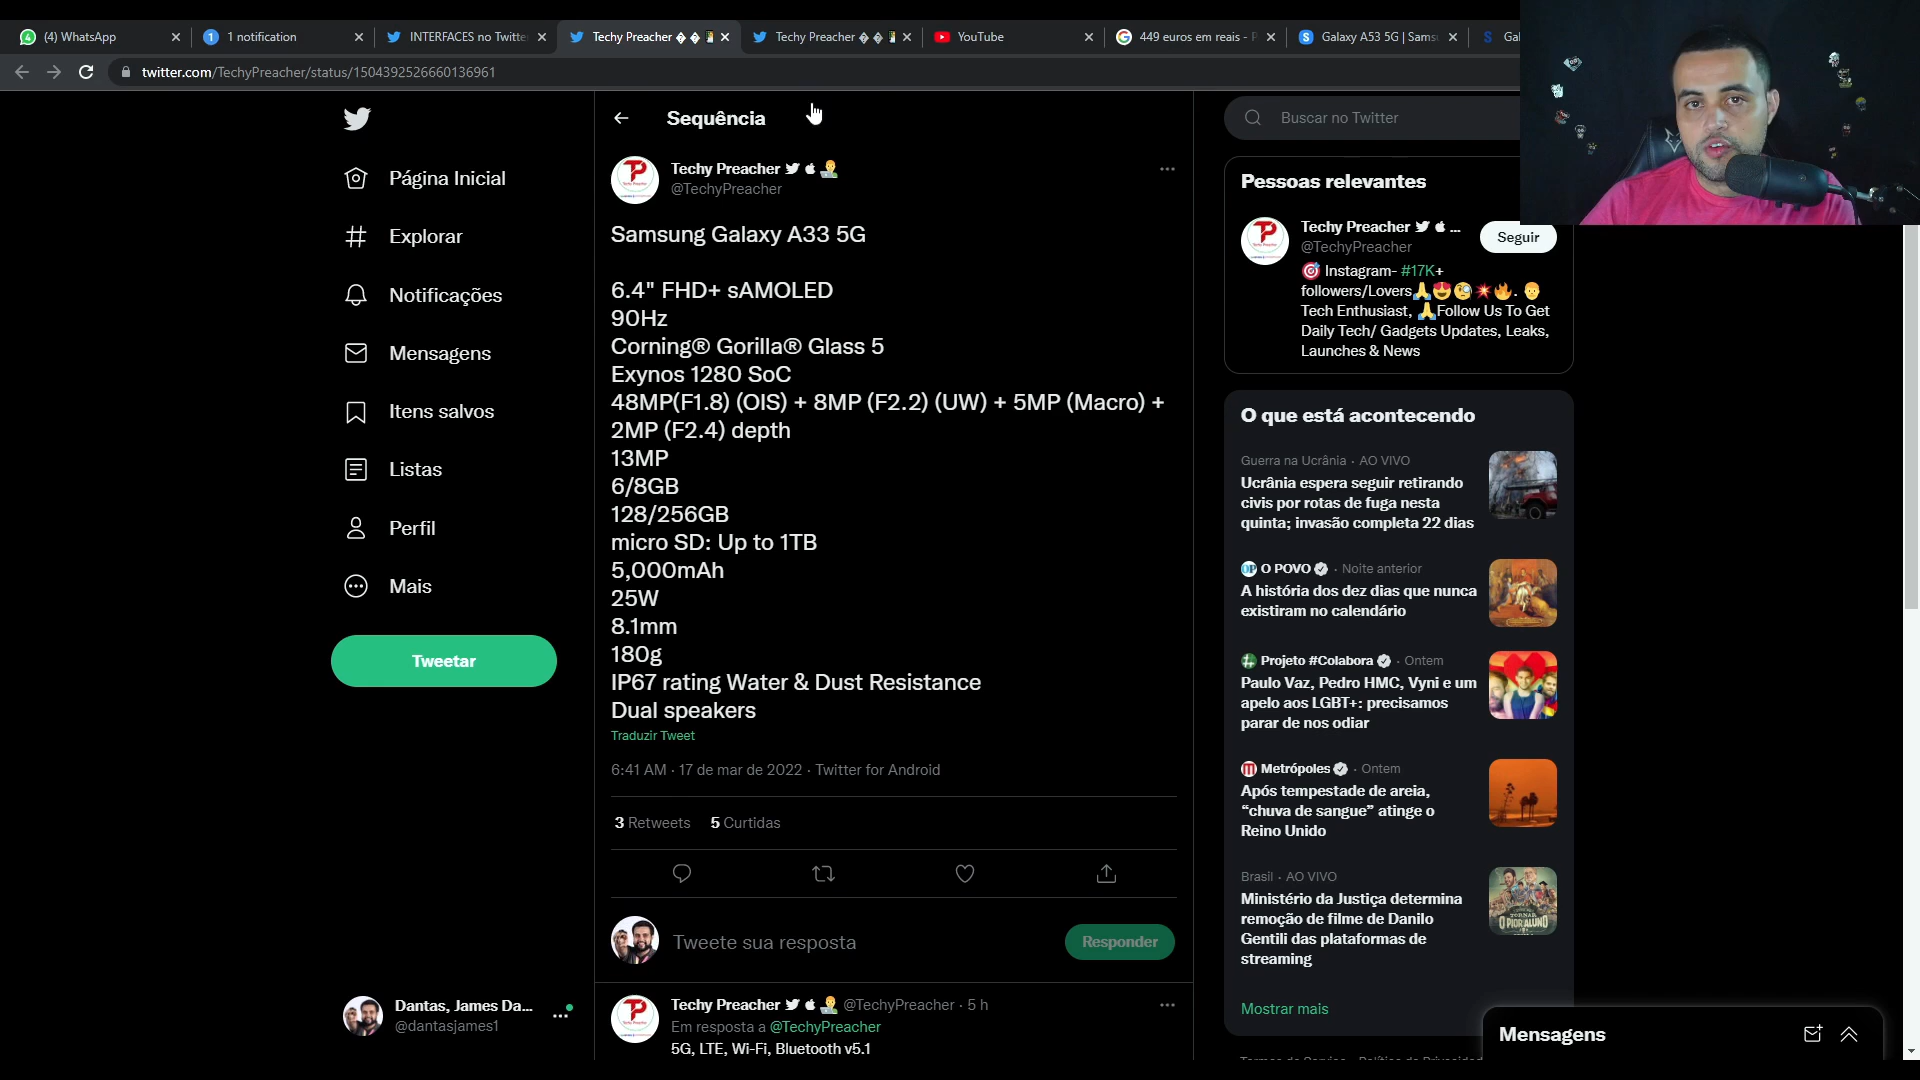 (4) WhatsApp
1 notification
INTERFACES no Twitte
Techy Preacher
Techy Preacher
YouTube
449 euros em reais - P
Galaxy A53 5G | Sams
Gal
twitter.com/TechyPreacher/status/1504392526660136961
Página Inicial
Explorar
Notificações
Mensagens
Itens salvos
Listas
Perfil
Mais
Tweetar
Dantas, James Da...
@dantasjames1
Sequência
Techy Preacher
@TechyPreacher
Samsung Galaxy A33 5G
6.4" FHD+ sAMOLED
90Hz
Corning® Gorilla® Glass 5
Exynos 1280 SoC
48MP(F1.8) (OIS) + 8MP (F2.2) (UW) + 5MP (Macro) +
2MP (F2.4) depth
13MP
6/8GB
128/256GB
micro SD: Up to 1TB
5,000mAh
25W
8.1mm
180g
IP67 rating Water & Dust Resistance
Dual speakers
Traduzir Tweet
6:41 AM · 17 de mar de 2022 · Twitter for Android
3 Retweets 5 Curtidas
Tweete sua resposta
Responder
Techy Preacher @TechyPreacher · 5 h
Em resposta a @TechyPreacher
5G, LTE, Wi-Fi, Bluetooth v5.1
Buscar no Twitter
Pessoas relevantes
Techy Preacher ...
@TechyPreacher
Seguir
Instagram- #17K+
followers/Lovers
Tech Enthusiast, Follow Us To Get
Daily Tech/ Gadgets Updates, Leaks,
Launches & News
O que está acontecendo
Guerra na Ucrânia · AO VIVO
Ucrânia espera seguir retirando
civis por rotas de fuga nesta
quinta; invasão completa 22 dias
O POVO · Noite anterior
A história dos dez dias que nunca
existiram no calendário
Projeto #Colabora · Ontem
Paulo Vaz, Pedro HMC, Vyni e um
apelo aos LGBT+: precisamos
parar de nos odiar
Metrópoles · Ontem
Após tempestade de areia,
“chuva de sangue” atinge o
Reino Unido
Brasil · AO VIVO
Ministério da Justiça determina
remoção de filme de Danilo
Gentili das plataformas de
streaming
Mostrar mais
Mensagens